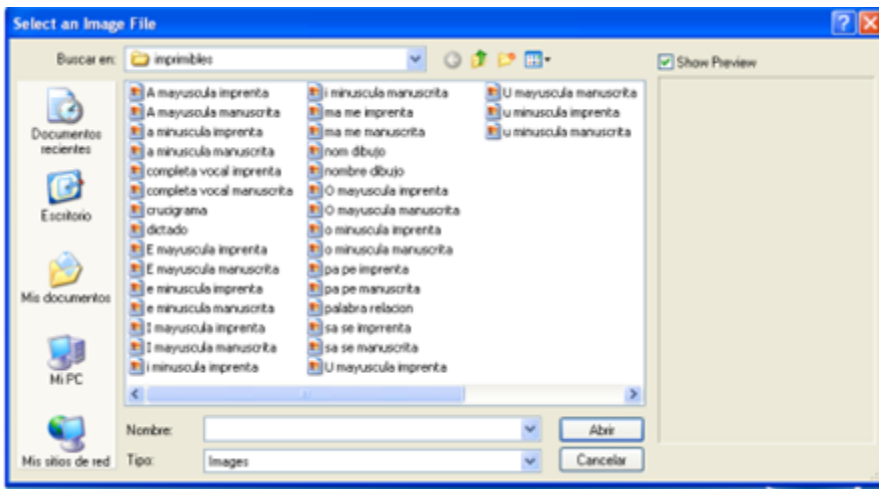 Select an Image File
Buscar en:
imprimibles
Show Preview
Documentos
recientes
Escritorio
Mis documentos
Mi PC
Mis sitios de red
A mayuscula imprenta
A mayuscula manuscrita
a minuscula imprenta
a minuscula manuscrita
completa vocal imprenta
completa vocal manuscrita
crucigrama
dictado
E mayuscula imprenta
E mayuscula manuscrita
e minuscula imprenta
e minuscula manuscrita
I mayuscula imprenta
I mayuscula manuscrita
i minuscula imprenta
i minuscula manuscrita
ma me imprenta
ma me manuscrita
nom dibujo
nombre dibujo
O mayuscula imprenta
O mayuscula manuscrita
o minuscula imprenta
o minuscula manuscrita
pa pe imprenta
pa pe manuscrita
palabra relacion
sa se imprrenta
sa se manuscrita
U mayuscula imprenta
U mayuscula manuscrita
u minuscula imprenta
u minuscula manuscrita
Nombre:
Abrir
Tipo:
Images
Cancelar